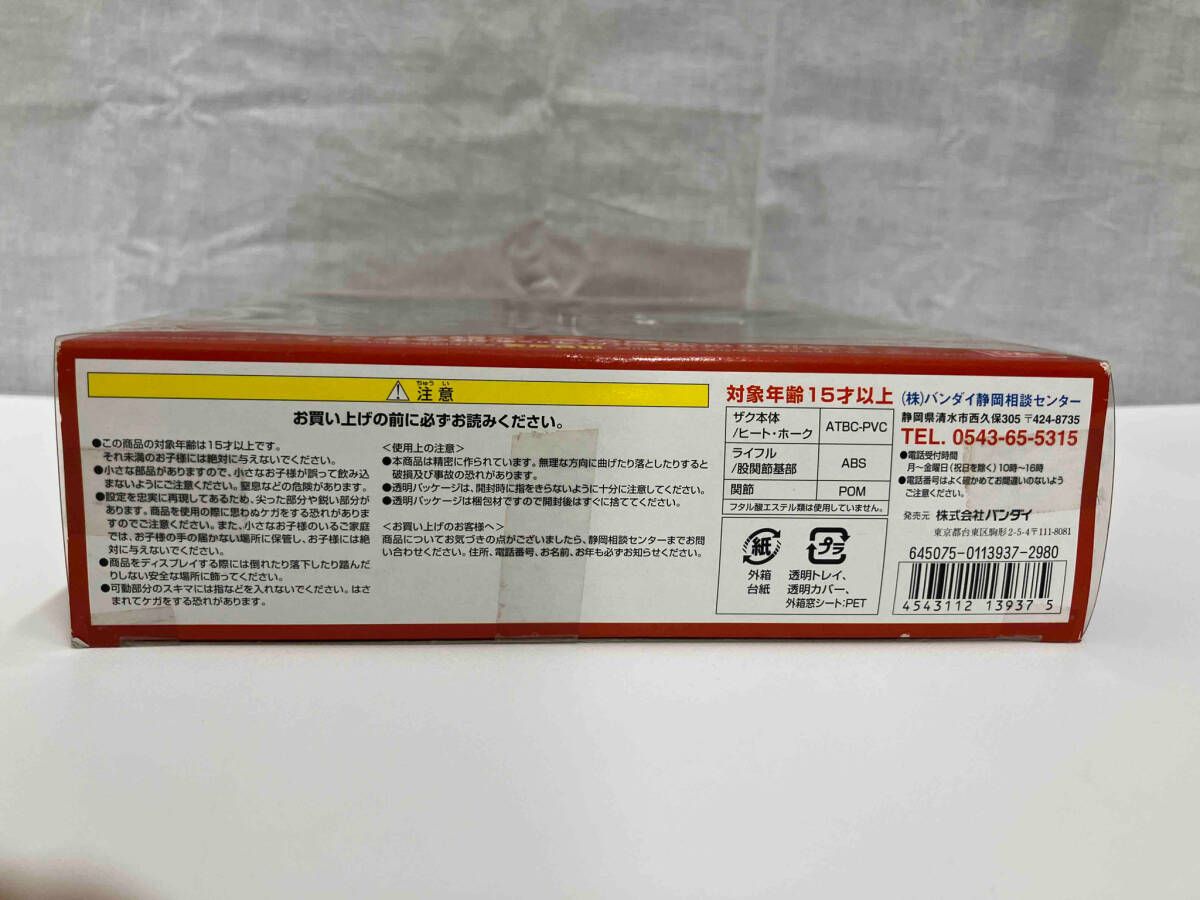 注意
ちゅうい
お買い上げの前に必ずお読みください。
●この商品の対象年齢は15才以上です。
それ未満のお子様には絶対に与えないでください。
●小さな部品がありますので、小さなお子様が誤って飲み込
まないようにご注意ください。窒息などの危険があります。
●設定を忠実に再現してあるため、尖った部分や鋭い部分が
あります。商品を使用の際に思わぬケガをする恐れがありま
すのでご注意ください。また、小さなお子様のいるご家庭
では、お子様の手の届かない場所に保管し、お子様には絶
対に与えないでください。
●商品をディスプレイする際には倒れたり落下したり踏んだ
りしない安全な場所に飾ってください。
●可動部分のスキマには指などを入れないでください。はさ
まれてケガをする恐れがあります。
<使用上の注意>
●本商品は精密に作られています。無理な方向に曲げたり落としたりすると
破損及び事故の恐れがあります。
●透明パッケージは、開封時に指をきらないように十分に注意してください。
●透明パッケージは梱包材ですので開封後はすぐに捨ててください。
<お買い上げのお客様へ>
商品についてお気づきの点がございましたら、静岡相談センターまでお問
い合わせください。住所、電話番号、お名前、お年も必ずお知らせください。
対象年齢15才以上
ザク本体
/ヒート・ホーク
ATBC-PVC
ライフル
/股関節基部
ABS
関節
POM
フタル酸エステル類は使用していません。
紙
外箱
台紙
プラ
透明トレイ、
透明カバー、
外箱窓シート:PET
(株)バンダイ静岡相談センター
静岡県清水市西久保305 〒424-8735
TEL. 0543-65-5315
●電話受付時間
月〜金曜日(祝日を除く)10時〜16時
●電話番号はよく確かめてお間違のないよう
ご注意ください。
発売元 株式会社バンダイ
東京都台東区駒形2-5-4〒111-8081
645075-0113937-2980
4543112 139375